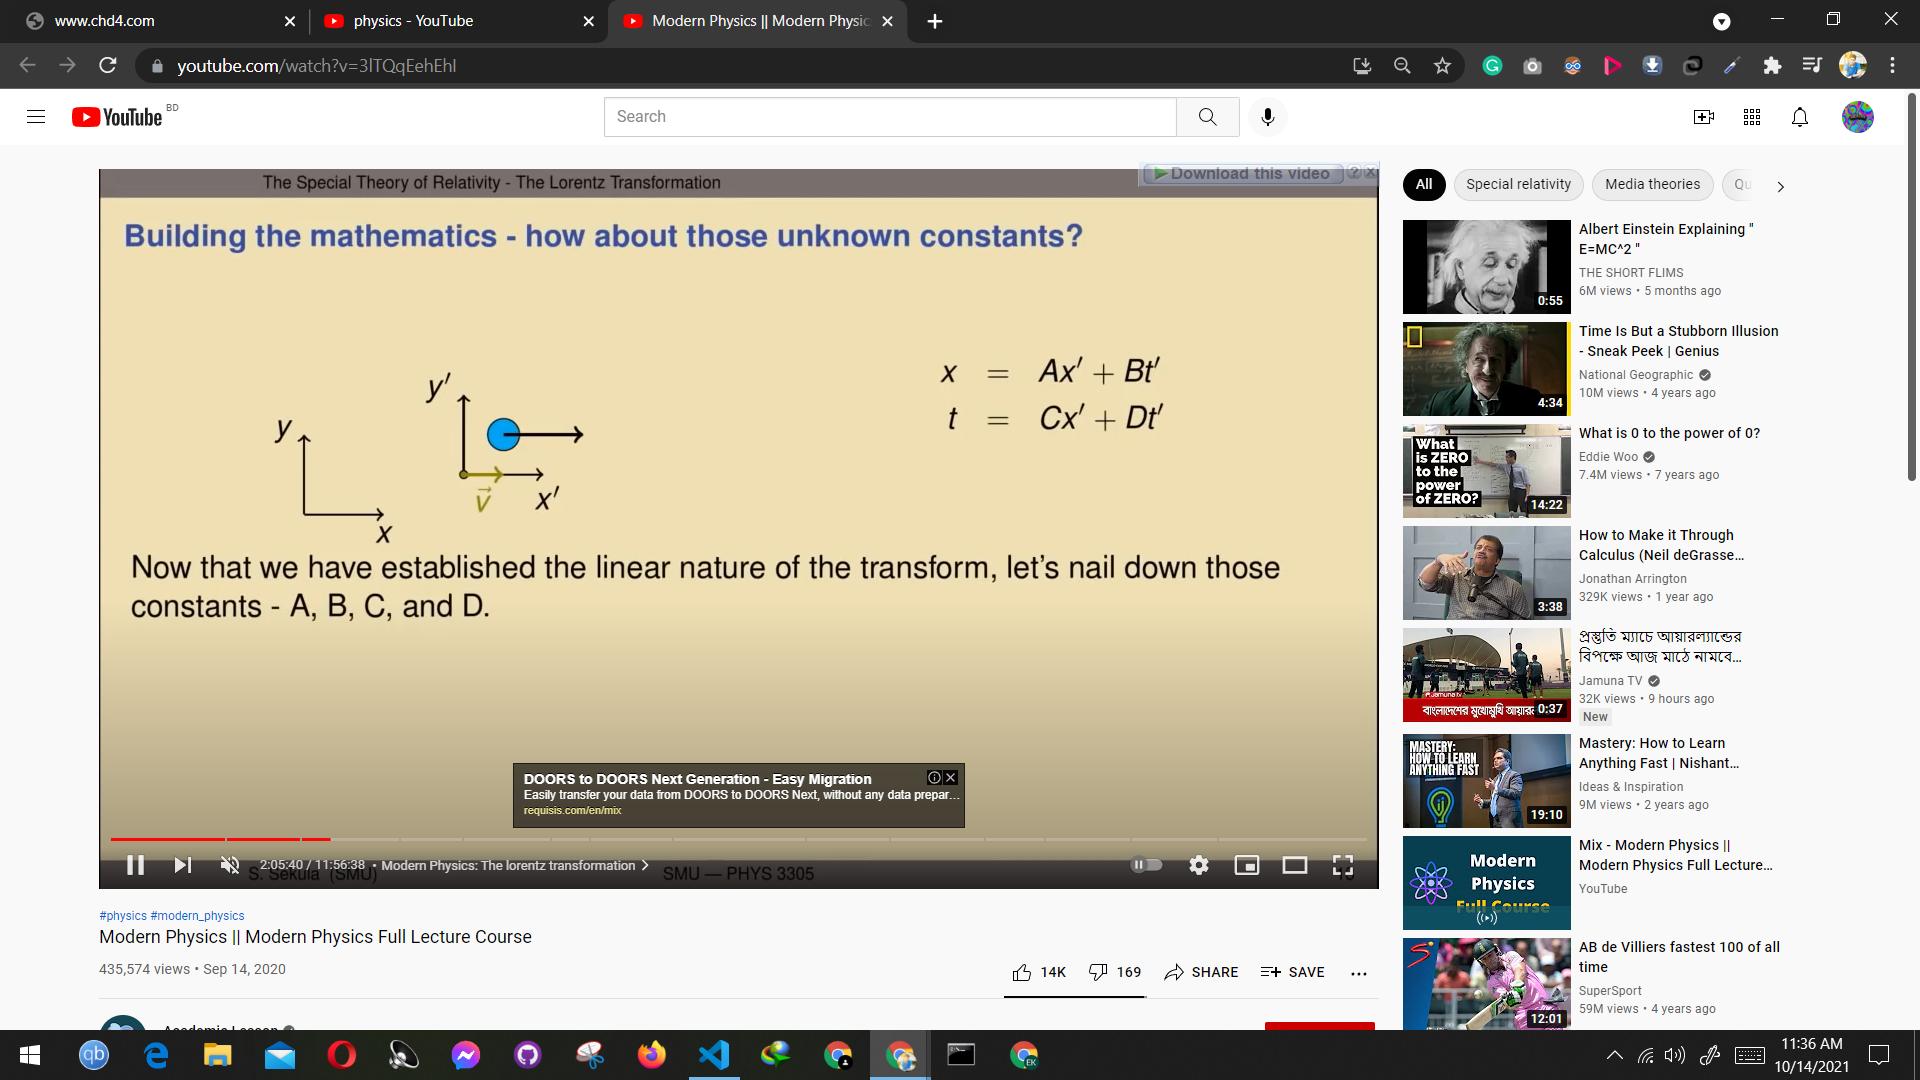 www.chd4.com
physics - YouTube
Modern Physics || Modern Physic
youtube.com/watch?v=3lTQqEehEhI
YouTube BD
Search
The Special Theory of Relativity - The Lorentz Transformation
Download this video
Building the mathematics - how about those unknown constants?
y
x
y′
x′
v⃗
x = Ax′ + Bt′
t = Cx′ + Dt′
Now that we have established the linear nature of the transform, let's nail down those
constants - A, B, C, and D.
DOORS to DOORS Next Generation - Easy Migration
Easily transfer your data from DOORS to DOORS Next, without any data prepar...
requisis.com/en/mix
2:05:40 / 11:56:38 • Modern Physics: The lorentz transformation
S. Sekula (SMU)
SMU — PHYS 3305
#physics #modern_physics
Modern Physics || Modern Physics Full Lecture Course
435,574 views • Sep 14, 2020
14K
169
SHARE
SAVE
All
Special relativity
Media theories
Qu
Albert Einstein Explaining "
E=MC^2 "
THE SHORT FLIMS
6M views • 5 months ago
0:55
Time Is But a Stubborn Illusion
- Sneak Peek | Genius
National Geographic
10M views • 4 years ago
4:34
What is 0 to the power of 0?
Eddie Woo
7.4M views • 7 years ago
What
is ZERO
to the
power
of ZERO?
14:22
How to Make it Through
Calculus (Neil deGrasse...
Jonathan Arrington
329K views • 1 year ago
3:38
প্রস্তুতি ম্যাচে আয়ারল্যান্ডের
বিপক্ষে আজ মাঠে নামবে...
Jamuna TV
32K views • 9 hours ago
New
বাংলাদেশের মুখোমুখি আয়ার
0:37
Mastery: How to Learn
Anything Fast | Nishant...
Ideas & Inspiration
9M views • 2 years ago
MASTERY:
HOW TO LEARN
ANYTHING FAST
19:10
Mix - Modern Physics ||
Modern Physics Full Lecture...
YouTube
Modern
Physics
Full Course
AB de Villiers fastest 100 of all
time
SuperSport
59M views • 4 years ago
12:01
11:36 AM
10/14/2021